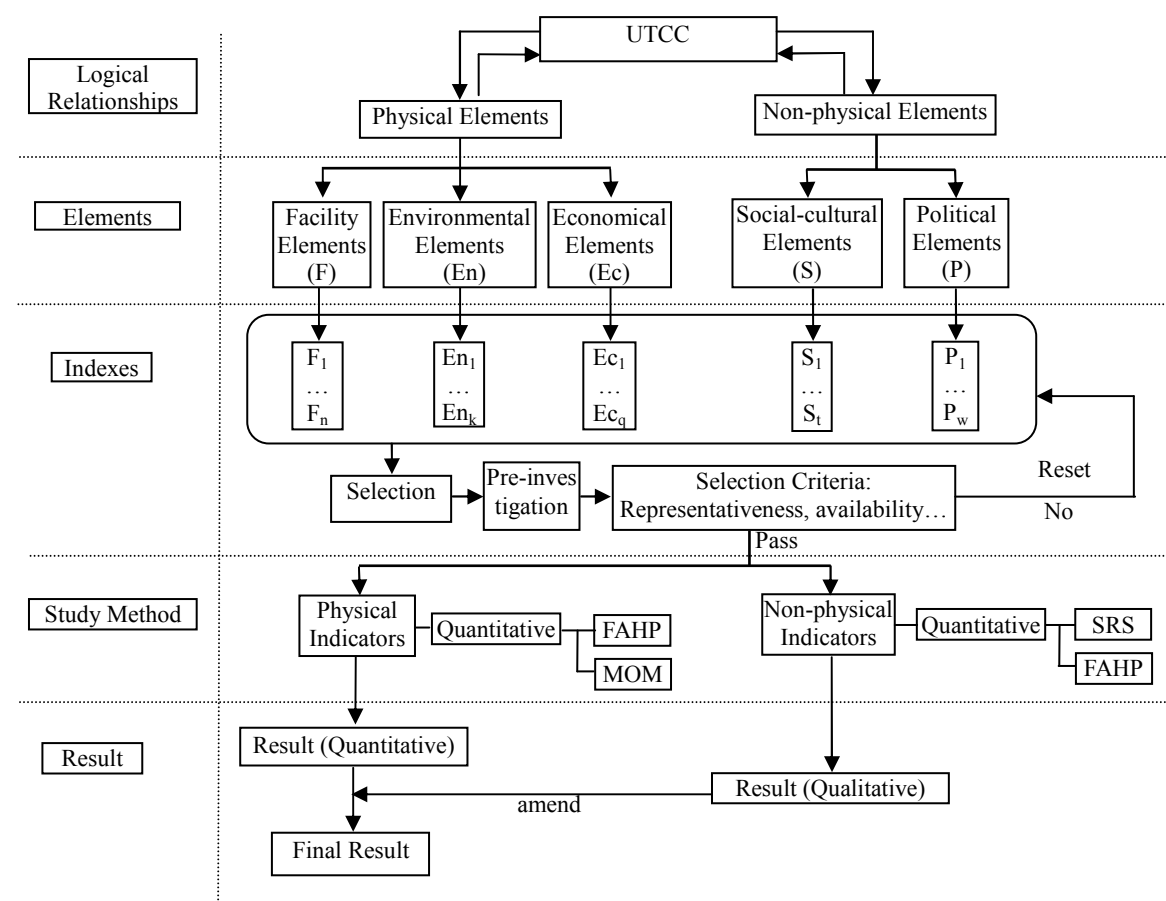 UTCC
Logical
Relationships
Physical Elements
Non-physical Elements
Elements
Facility
Elements
(F)
Environmental
Elements
(En)
Economical
Elements
(Ec)
Social-cultural
Elements
(S)
Political
Elements
(P)
Indexes
F1
…
Fn
En1
…
Enk
Ec1
…
Ecq
S1
…
St
P1
…
Pw
Selection
Pre-inves
tigation
Selection Criteria:
Representativeness, availability…
Reset
No
Pass
Study Method
Physical
Indicators
Quantitative
FAHP
MOM
Non-physical
Indicators
Quantitative
SRS
FAHP
Result
Result (Quantitative)
Result (Qualitative)
amend
Final Result